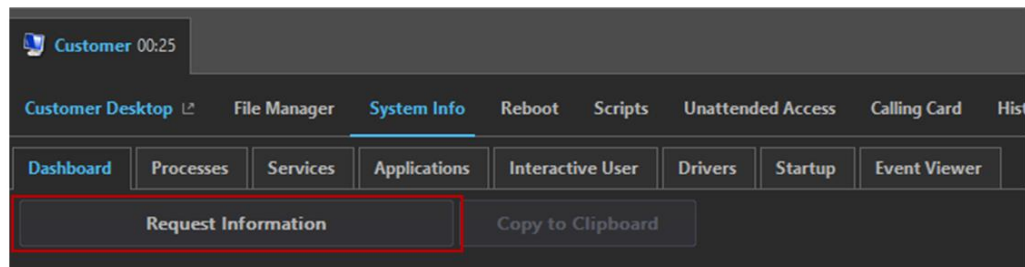 Customer 00:25
Customer Desktop File Manager System Info Reboot Scripts Unattended Access Calling Card Hist
Dashboard Processes Services Applications Interactive User Drivers Startup Event Viewer
Request Information Copy to Clipboard